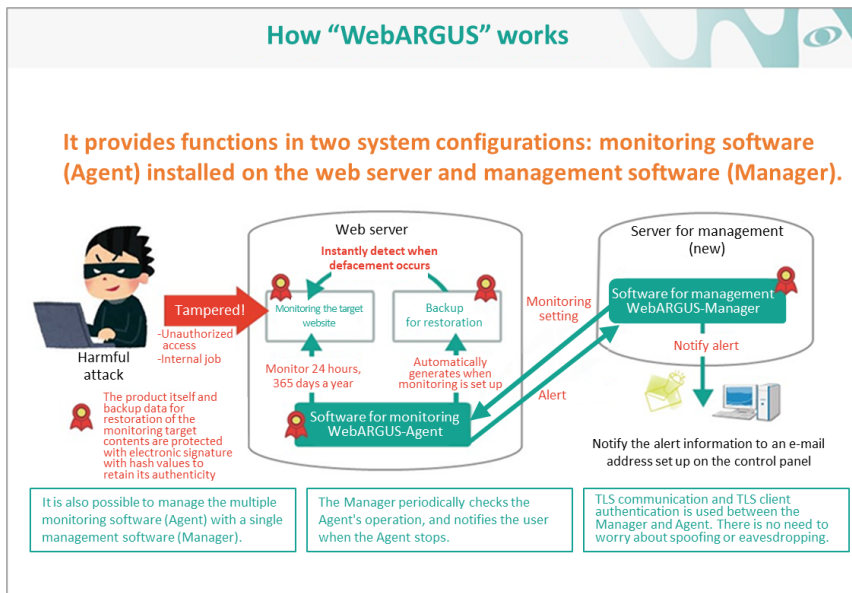 How “WebARGUS” works
It provides functions in two system configurations: monitoring software
(Agent) installed on the web server and management software (Manager).
Web server
Instantly detect when
defacement occurs
Server for management
(new)
Tampered!
-Unauthorized
access
-Internal job
Harmful
attack
Monitoring the target
website
Backup
for restoration
Monitoring
setting
Software for management
WebARGUS-Manager
Notify alert
Monitor 24 hours,
365 days a year
Automatically
generates when
monitoring is set up
Alert
Software for monitoring
WebARGUS-Agent
The product itself and
backup data for
restoration of the
monitoring target
contents are protected
with electronic signature
with hash values to
retain its authenticity
Notify the alert information to an e-mail
address set up on the control panel
It is also possible to manage the multiple
monitoring software (Agent) with a single
management software (Manager).
The Manager periodically checks the
Agent's operation, and notifies the user
when the Agent stops.
TLS communication and TLS client
authentication is used between the
Manager and Agent. There is no need to
worry about spoofing or eavesdropping.